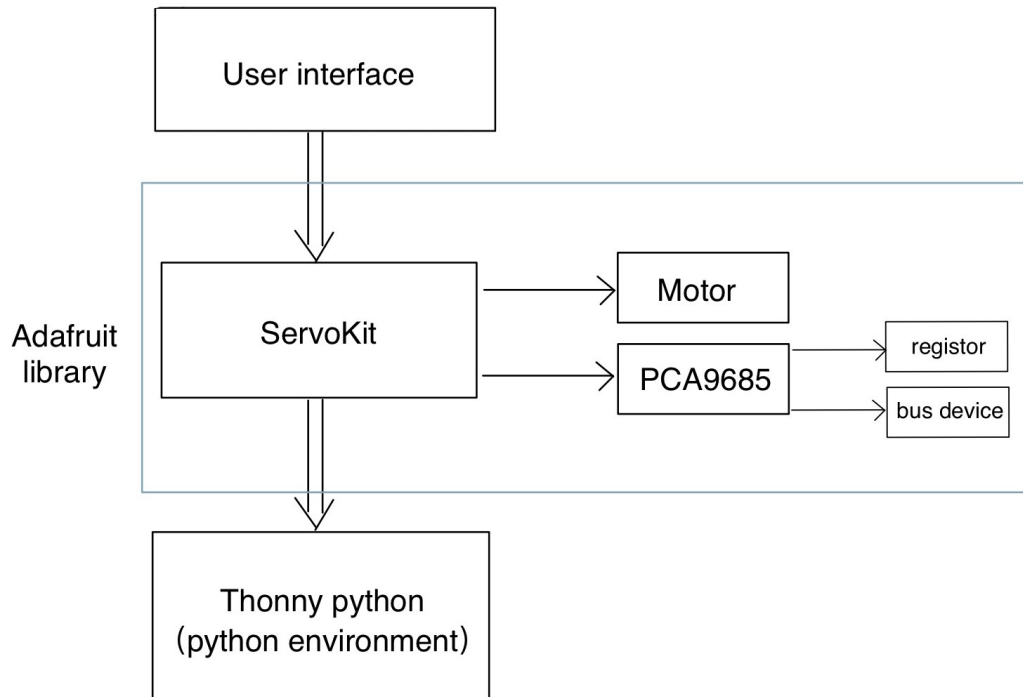 User interface
Adafruit
library
ServoKit
Motor
PCA9685
registor
bus device
Thonny python
(python environment)